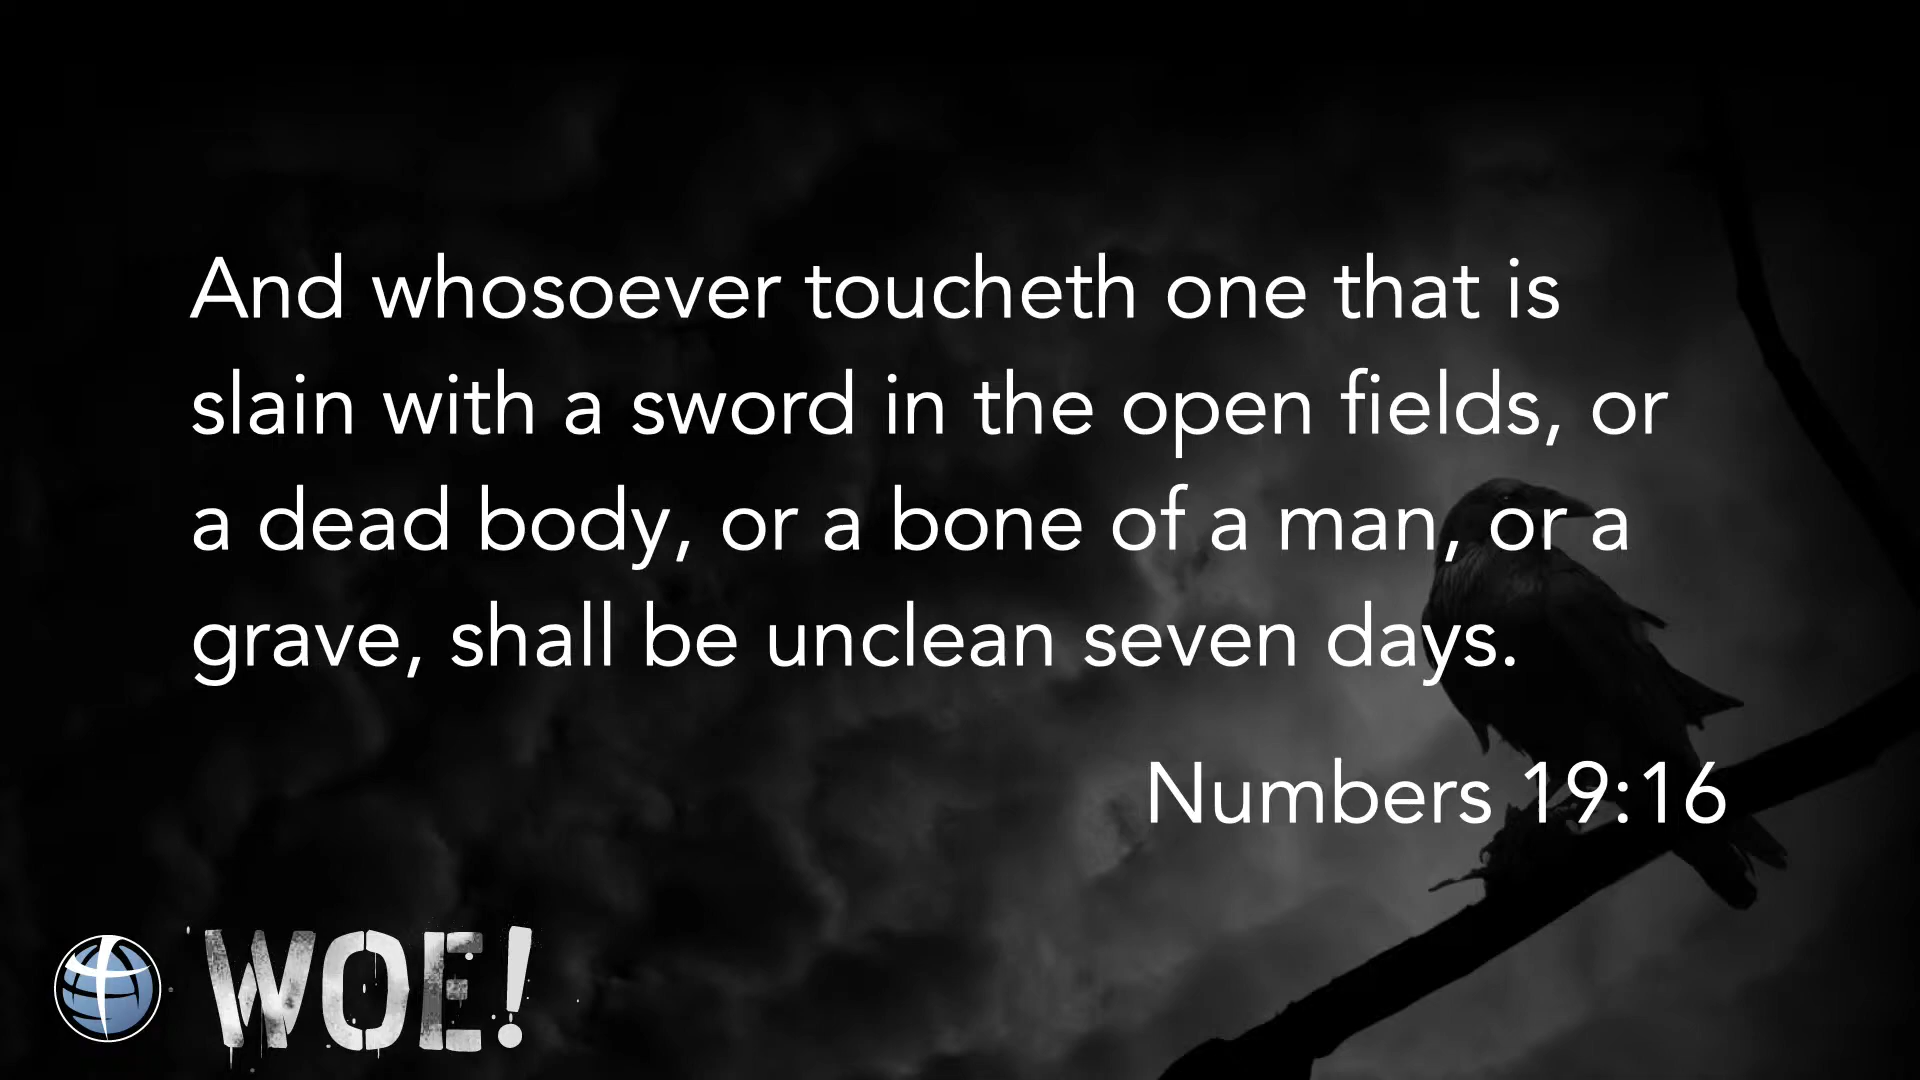 And whosoever toucheth one that is
slain with a sword in the open fields, or
a dead body, or a bone of a man, or a
grave, shall be unclean seven days.
Numbers 19:16
WOE!